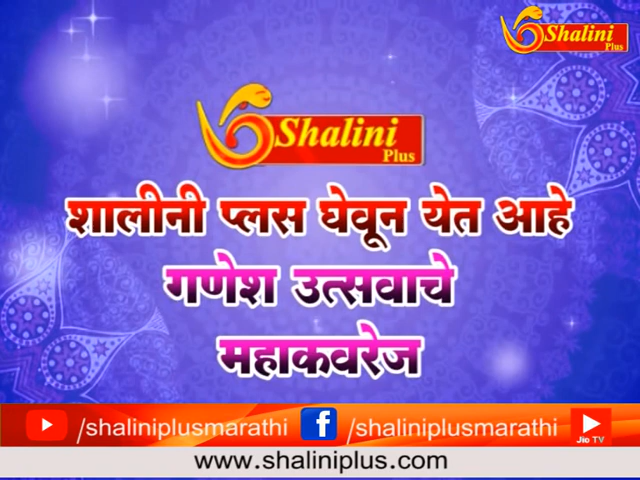 Shalini
Plus
Shalini
Plus
शालीनी प्लस घेवून येत आहे
गणेश उत्सवाचे
महाकवरेज
/shaliniplusmarathi /shaliniplusmarathi
Jio TV
www.shaliniplus.com